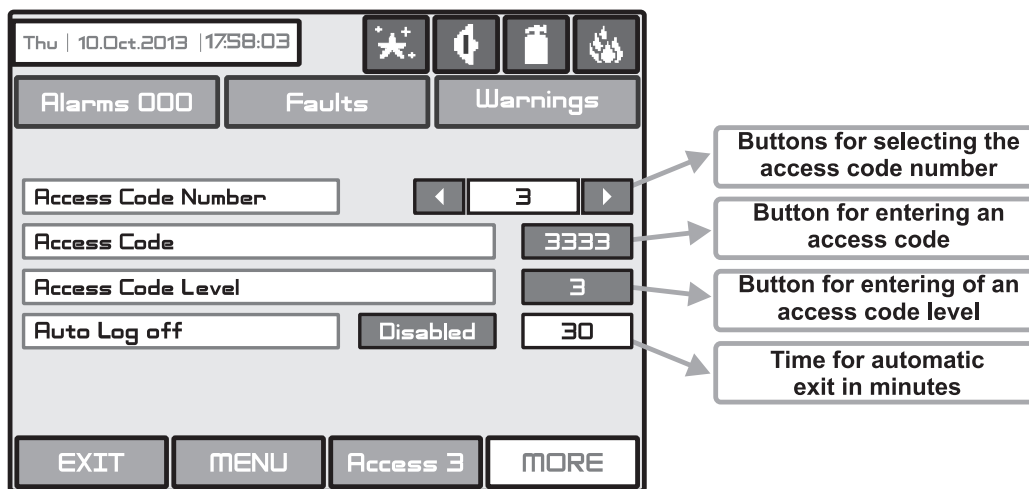 Thu | 10.Oct.2013 | 17:58:03
Alarms 000
Faults
Warnings
Access Code Number
3
Access Code
3333
Access Code Level
3
Auto Log off
Disabled
30
EXIT
MENU
Access 3
MORE
Buttons for selecting the
access code number
Button for entering an
access code
Button for entering of an
access code level
Time for automatic
exit in minutes